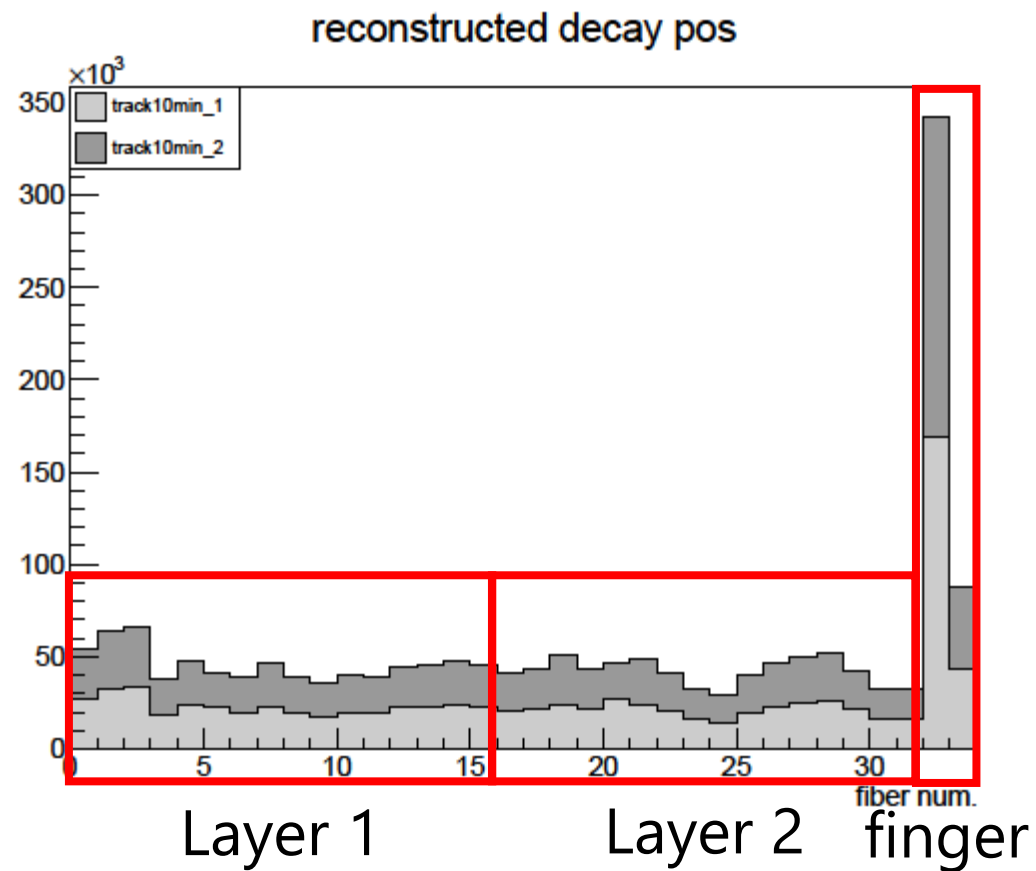 reconstructed decay pos
×10³
track10min_1
track10min_2
350
300
250
200
150
100
50
0
0 5 10 15 20 25 30
fiber num.
Layer 1 Layer 2 finger